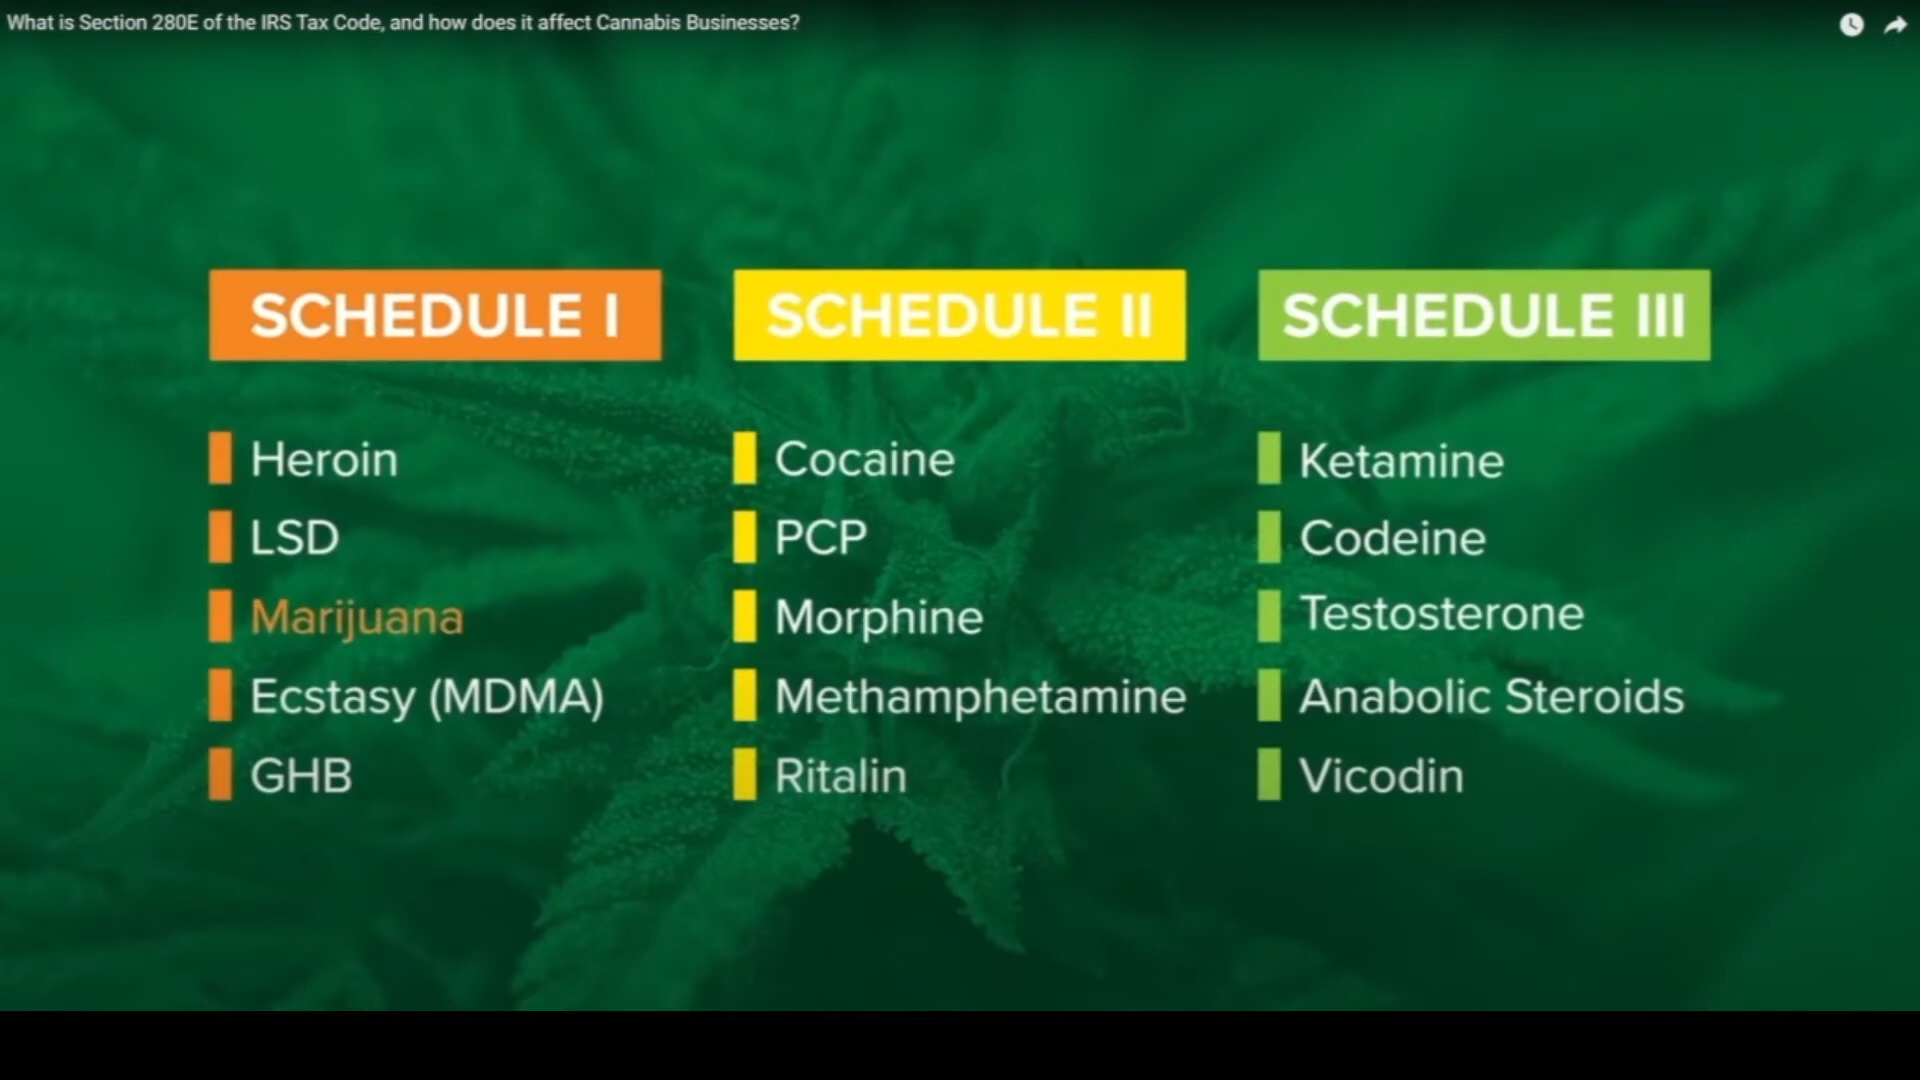 What is Section 280E of the IRS Tax Code, and how does it affect Cannabis Businesses?
SCHEDULE I
Heroin
LSD
Marijuana
Ecstasy (MDMA)
GHB
SCHEDULE II
Cocaine
PCP
Morphine
Methamphetamine
Ritalin
SCHEDULE III
Ketamine
Codeine
Testosterone
Anabolic Steroids
Vicodin